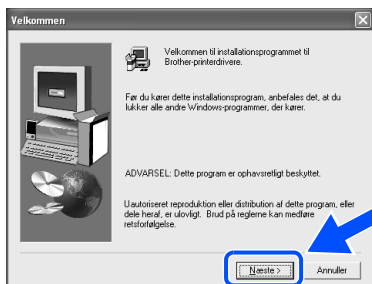 Velkommen
Velkommen til installationsprogrammet til
Brother-printerdrivere.
Før du kører dette installationsprogram, anbefales det, at du
lukker alle andre Windows-programmer, der kører.
ADVARSEL: Dette program er ophavsretligt beskyttet.
Uautoriseret reproduktion eller distribution af dette program, eller
dele heraf, er ulovligt. Brud på reglerne kan medføre
retsforfølgelse.
Næste >
Annuller